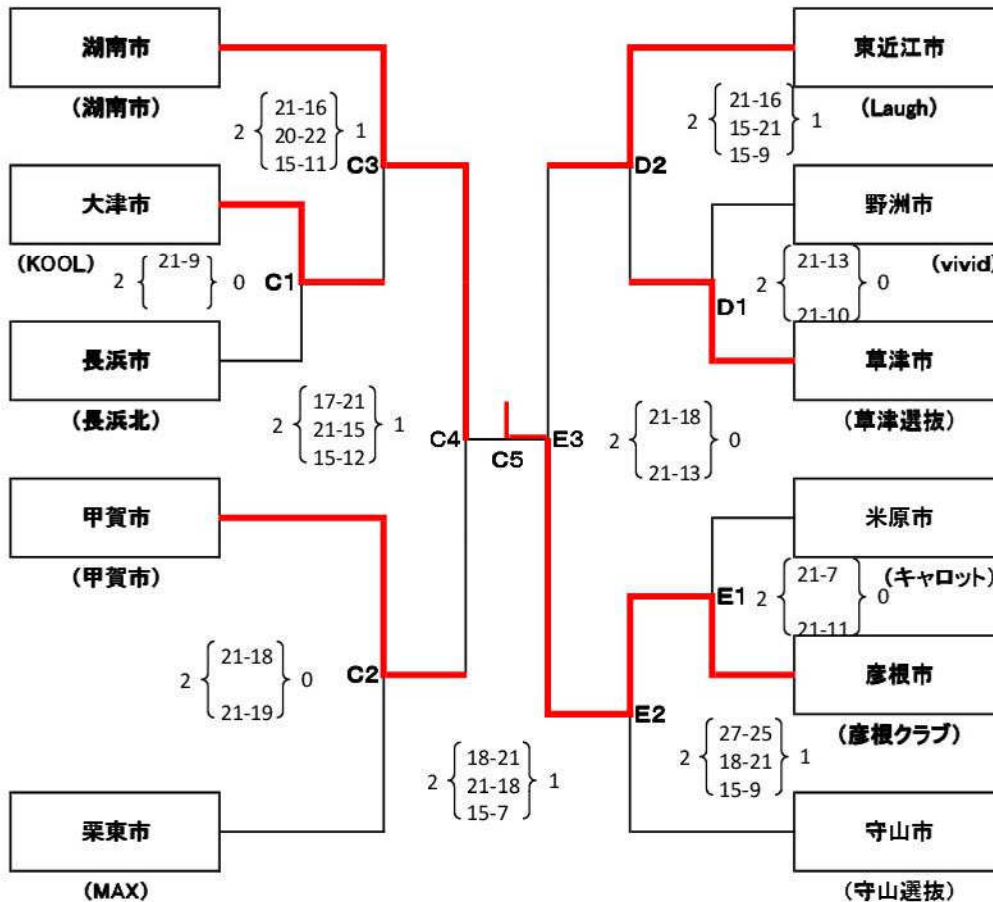 湖南市
(湖南市)
2 { 21-16 20-22 15-11 } 1
C3
大津市
(KOOL)
2 { 21-9 } 0
C1
長浜市
(長浜北)
2 { 17-21 21-15 15-12 } 1
C4
甲賀市
(甲賀市)
2 { 21-18 21-19 } 0
C2
栗東市
(MAX)
C5
2 { 18-21 21-18 15-7 } 1
東近江市
(Laugh)
2 { 21-16 15-21 15-9 } 1
D2
野洲市
(vivid)
2 { 21-13 21-10 } 0
D1
草津市
(草津選抜)
E3
2 { 21-18 21-13 } 0
米原市
(キャロット)
E1
2 { 21-7 21-11 } 0
彦根市
(彦根クラブ)
E2
2 { 27-25 18-21 15-9 } 1
守山市
(守山選抜)